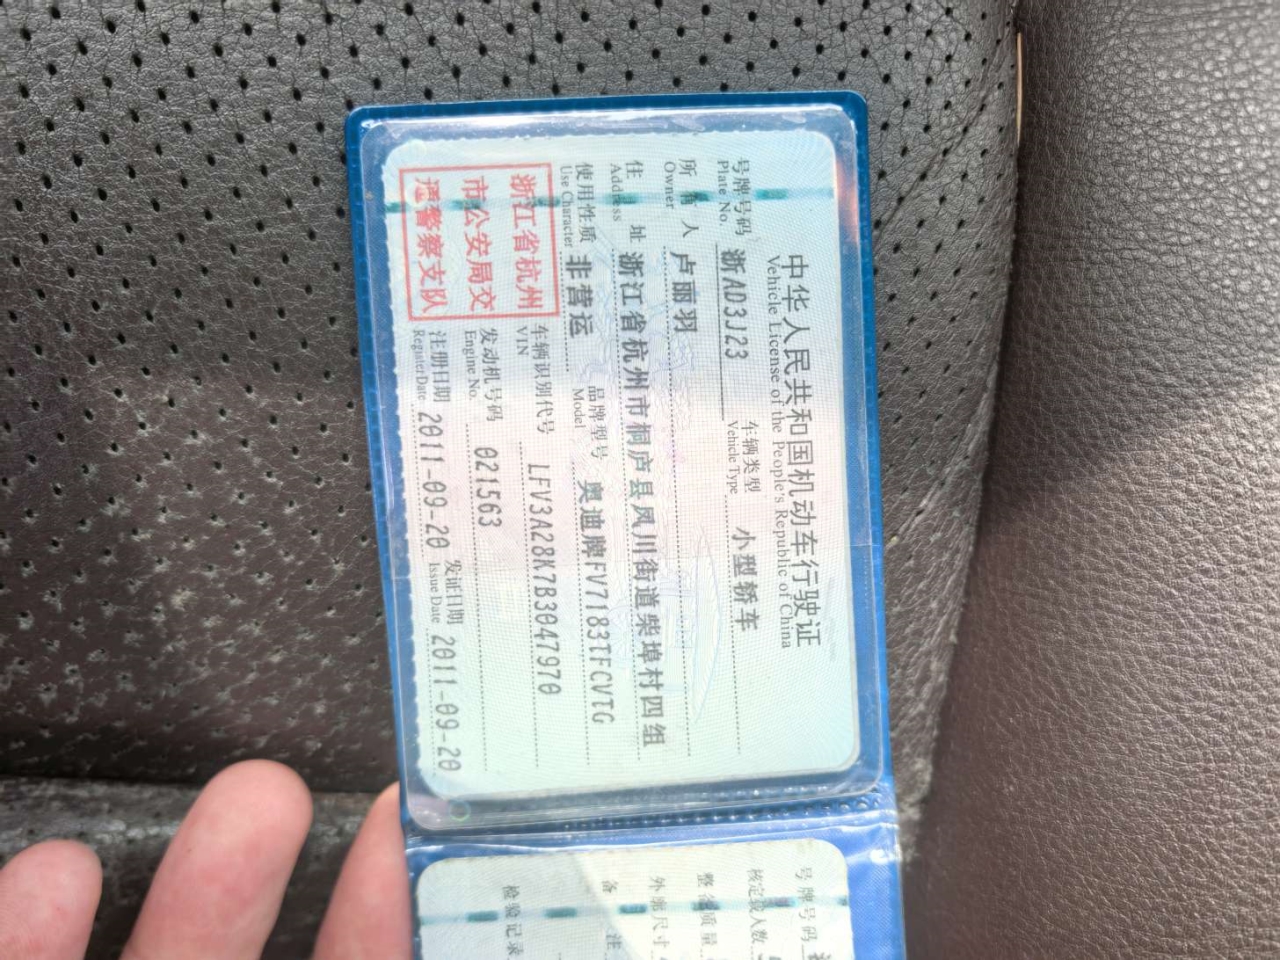 中华人民共和国机动车行驶证
Vehicle License of the People's Republic of China
号牌号码 浙AD3J23 车辆类型 小型轿车
Plate No. Vehicle Type
所有人 卢丽羽
Owner
住址 浙江省杭州市桐庐县凤川街道柴埠村四组
Address
使用性质 非营运 品牌型号 奥迪牌FV7183TFCVTG
Use Character Model
浙江省杭州
市公安局交
通警察支队
车辆识别代号 LFV3A28K7B3047970
VIN
发动机号码 021563
Engine No.
注册日期 2011-09-20 发证日期 2011-09-20
Register Date Issue Date
号牌号码
核定载人数
整备质量
外廓尺寸
备注
检验记录